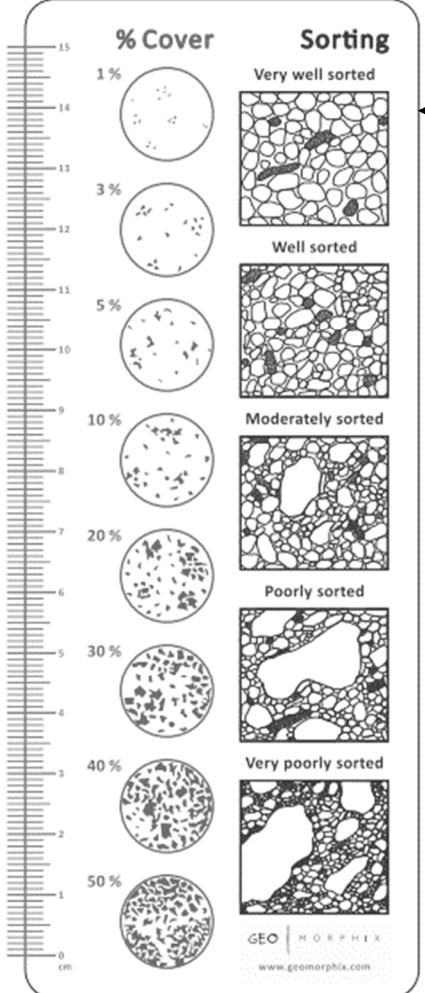 % Cover
Sorting
15
14
13
12
11
10
9
8
7
6
5
4
3
2
1
0
cm
1 %
3 %
5 %
10 %
20 %
30 %
40 %
50 %
Very well sorted
Well sorted
Moderately sorted
Poorly sorted
Very poorly sorted
GEO | MORPHIX
www.geomorphix.com